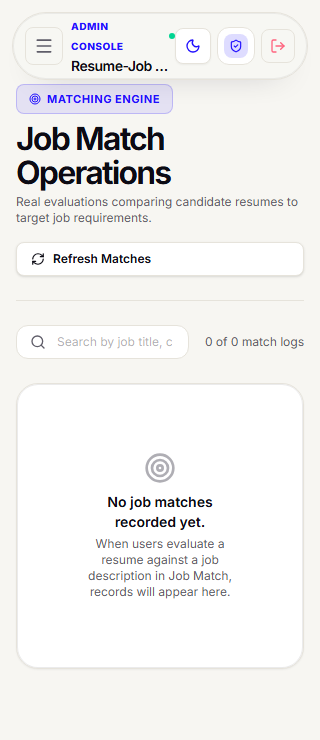 ADMIN
CONSOLE
Resume-Job ...
MATCHING ENGINE
Job Match
Operations
Real evaluations comparing candidate resumes to
target job requirements.
Refresh Matches
Search by job title, c
0 of 0 match logs
No job matches
recorded yet.
When users evaluate a
resume against a job
description in Job Match,
records will appear here.